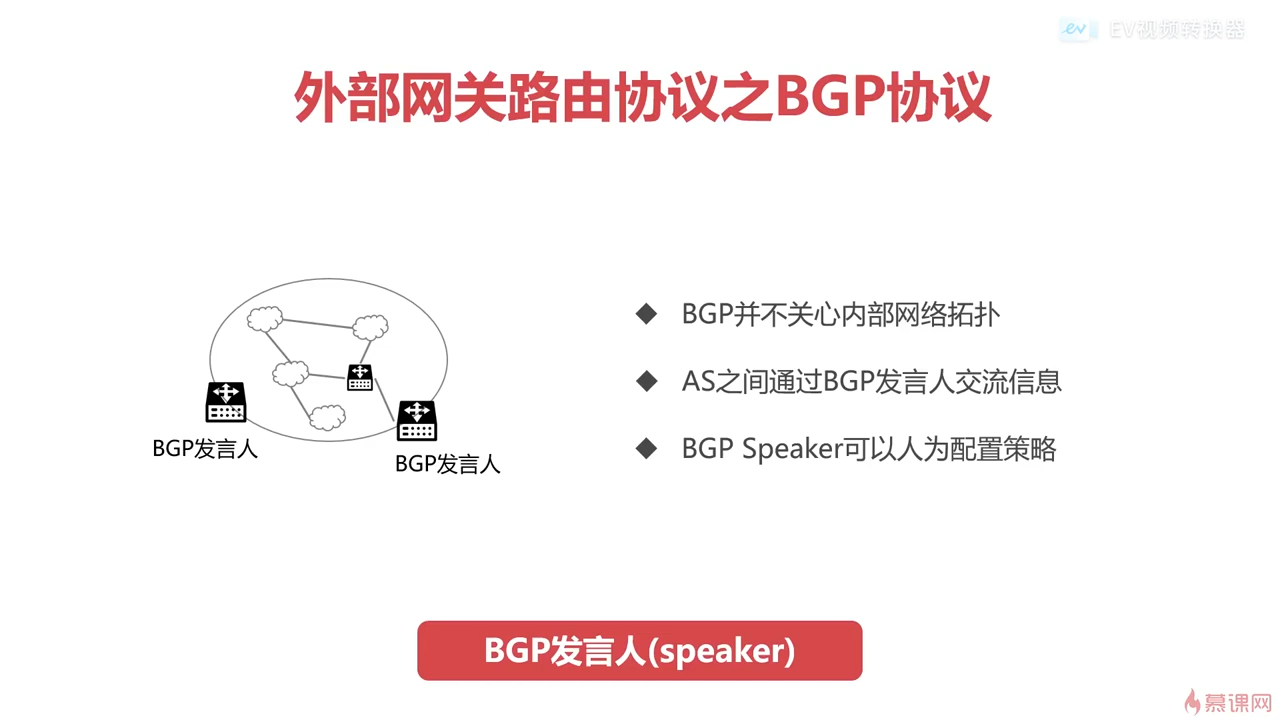 EV视频转换器
外部网关路由协议之BGP协议
BGP并不关心内部网络拓扑
AS之间通过BGP发言人交流信息
BGP Speaker可以人为配置策略
BGP发言人
BGP发言人
BGP发言人(speaker)
慕课网